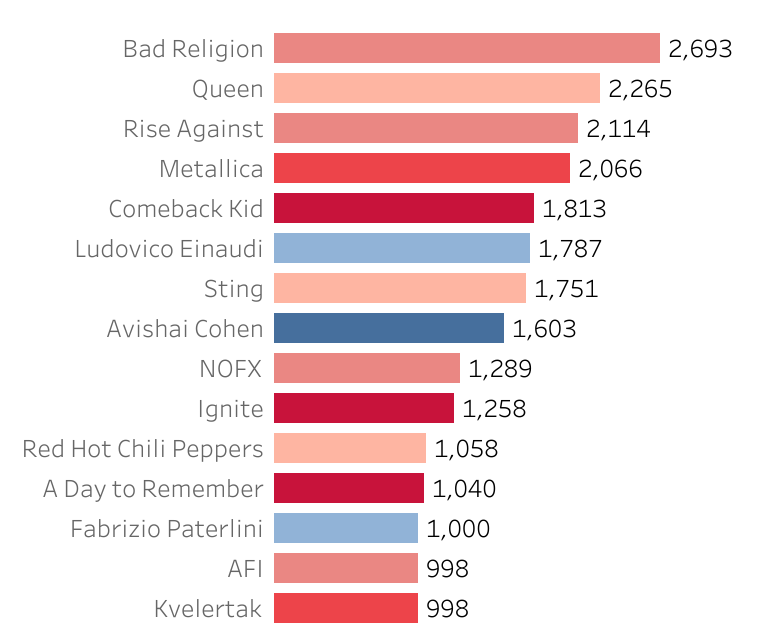 Bad Religion 2,693
Queen 2,265
Rise Against 2,114
Metallica 2,066
Comeback Kid 1,813
Ludovico Einaudi 1,787
Sting 1,751
Avishai Cohen 1,603
NOFX 1,289
Ignite 1,258
Red Hot Chili Peppers 1,058
A Day to Remember 1,040
Fabrizio Paterlini 1,000
AFI 998
Kvelertak 998